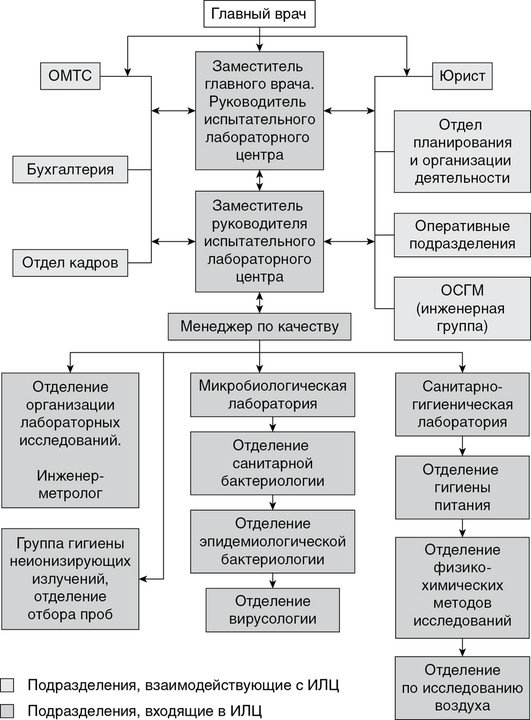 Главный врач
ОМТС
Заместитель
главного врача.
Руководитель
испытательного
лабораторного
центра
Юрист
Отдел
планирования
и организации
деятельности
Бухгалтерия
Заместитель
руководителя
испытательного
лабораторного
центра
Оперативные
подразделения
Отдел кадров
ОСГМ
(инженерная
группа)
Менеджер по качеству
Отделение
организации
лабораторных
исследований.
Инженер-
метролог
Группа гигиены
неионизирующих
излучений,
отделение
отбора проб
Микробиологическая
лаборатория
Отделение
санитарной
бактериологии
Отделение
эпидемиологической
бактериологии
Отделение
вирусологии
Санитарно-
гигиеническая
лаборатория
Отделение
гигиены
питания
Отделение
физико-
химических
методов
исследований
Отделение
по исследованию
воздуха
Подразделения, взаимодействующие с ИЛЦ
Подразделения, входящие в ИЛЦ